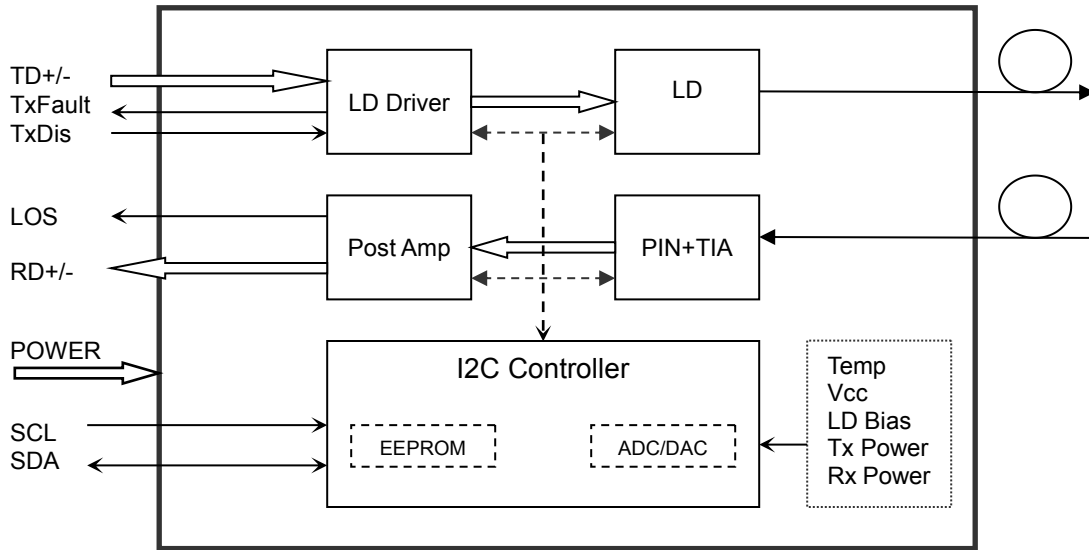 TD+/-
TxFault
TxDis
LD Driver
LD
LOS
RD+/-
Post Amp
PIN+TIA
POWER
SCL
SDA
I2C Controller
EEPROM
ADC/DAC
Temp
Vcc
LD Bias
Tx Power
Rx Power